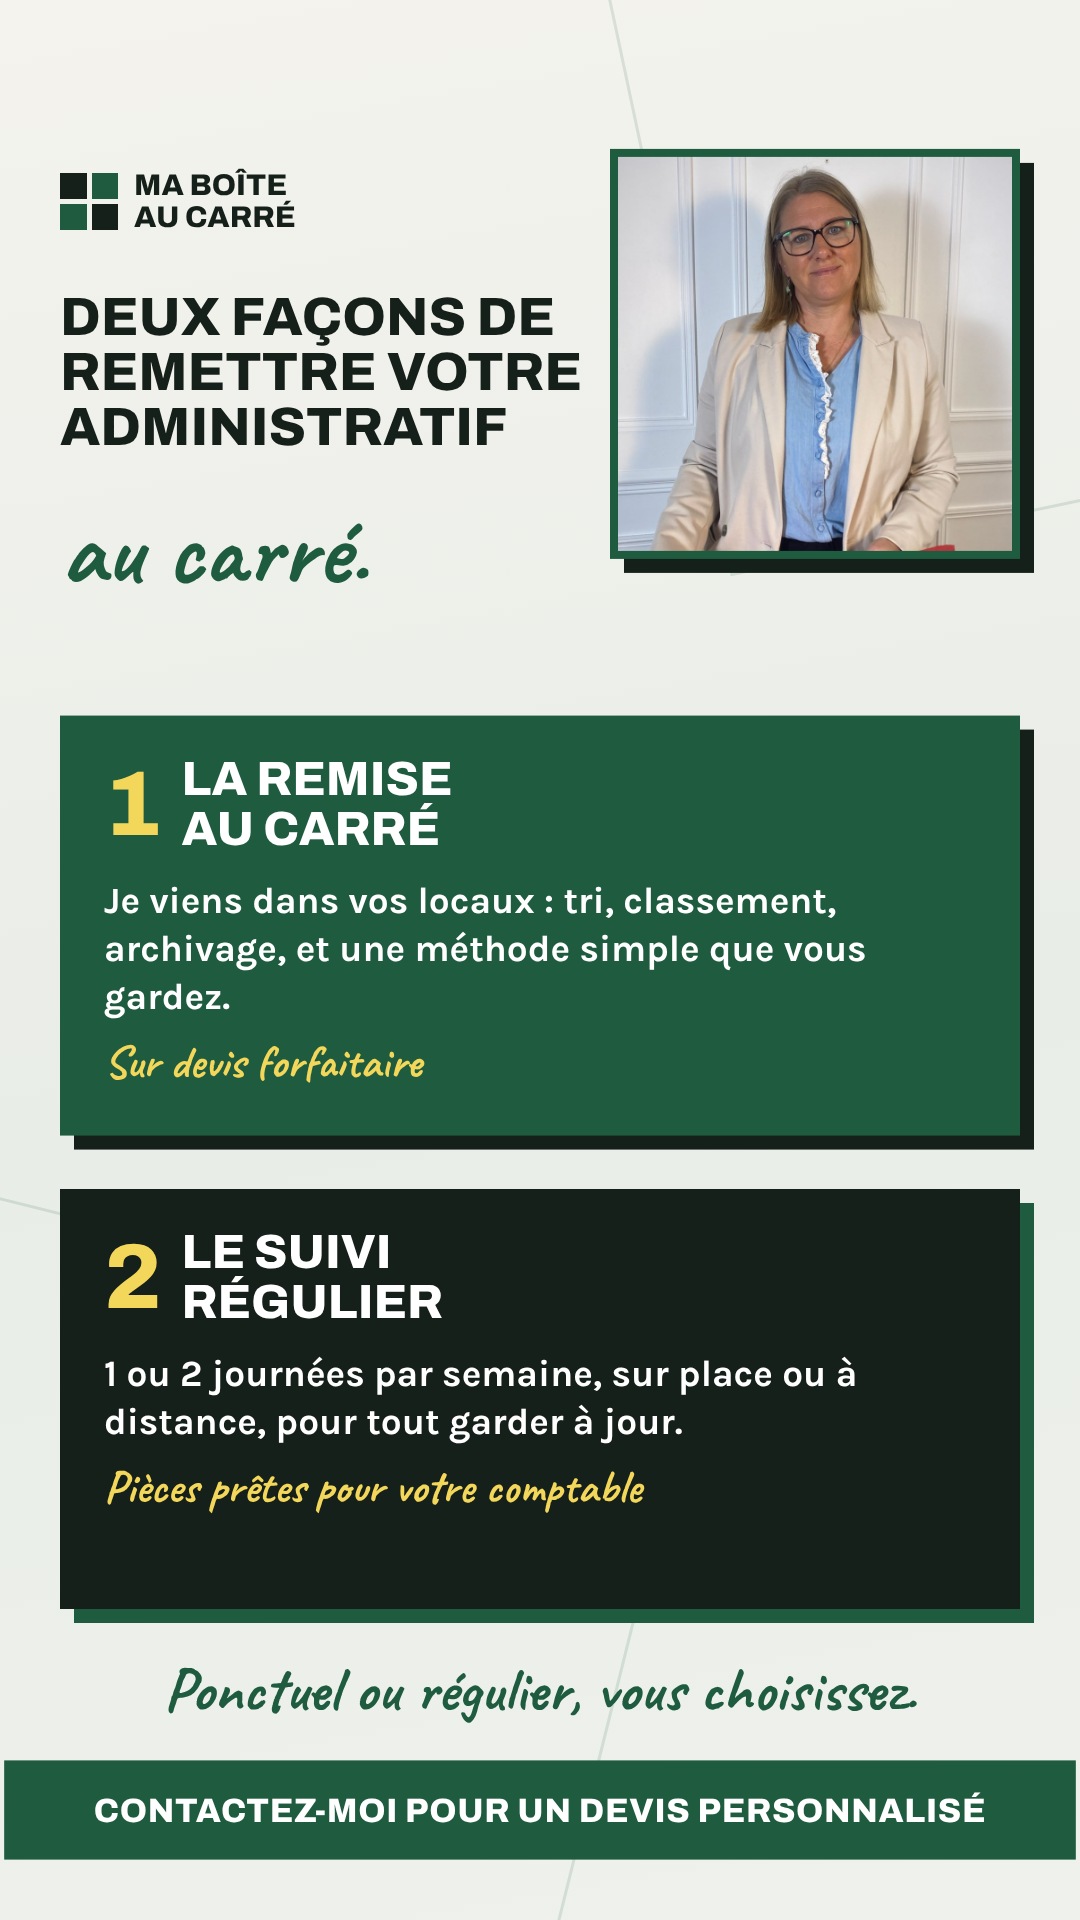 MA BOÎTE
AU CARRÉ
DEUX FAÇONS DE
REMETTRE VOTRE
ADMINISTRATIF
au carré.
1
LA REMISE
AU CARRÉ
Je viens dans vos locaux : tri, classement,
archivage, et une méthode simple que vous
gardez.
Sur devis forfaitaire
2
LE SUIVI
RÉGULIER
1 ou 2 journées par semaine, sur place ou à
distance, pour tout garder à jour.
Pièces prêtes pour votre comptable
Ponctuel ou régulier, vous choisissez.
CONTACTEZ-MOI POUR UN DEVIS PERSONNALISÉ